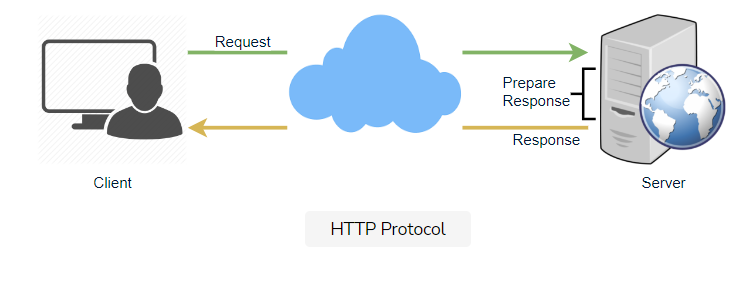 Request
Prepare
Response
Response
Client
Server
HTTP Protocol